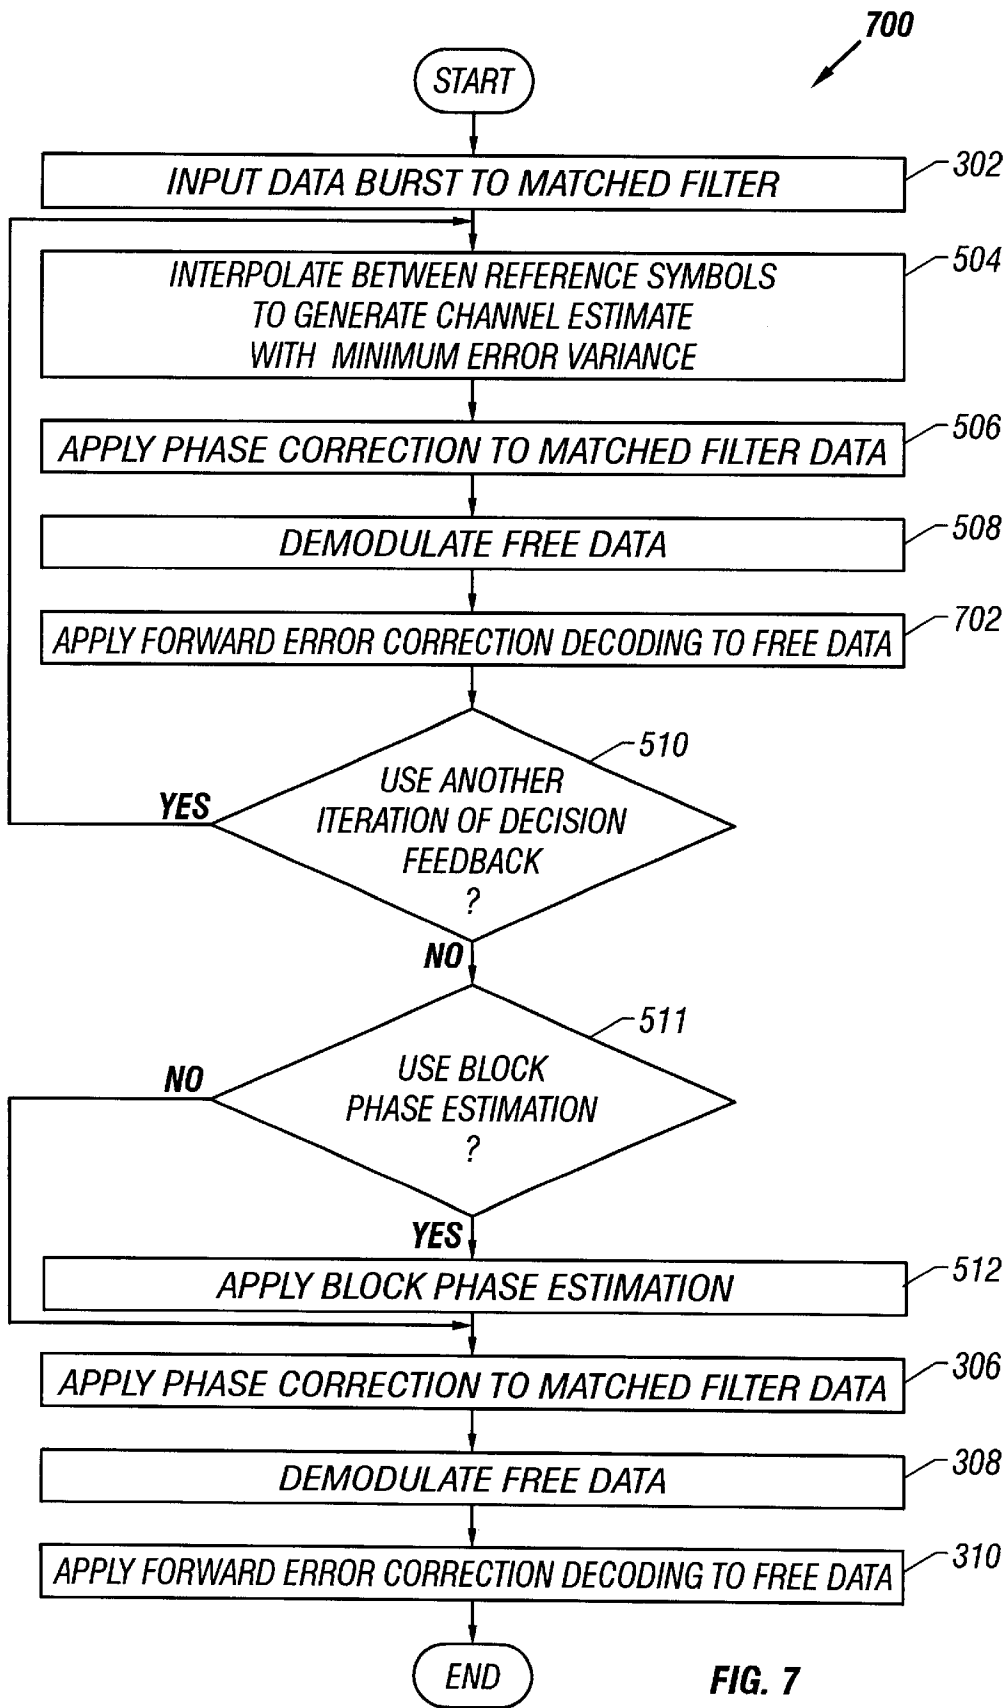 700
START
INPUT DATA BURST TO MATCHED FILTER
302
INTERPOLATE BETWEEN REFERENCE SYMBOLS
TO GENERATE CHANNEL ESTIMATE
WITH MINIMUM ERROR VARIANCE
504
APPLY PHASE CORRECTION TO MATCHED FILTER DATA
506
DEMODULATE FREE DATA
508
APPLY FORWARD ERROR CORRECTION DECODING TO FREE DATA
702
510
USE ANOTHER
ITERATION OF DECISION
FEEDBACK
?
YES
NO
511
USE BLOCK
PHASE ESTIMATION
?
NO
YES
APPLY BLOCK PHASE ESTIMATION
512
APPLY PHASE CORRECTION TO MATCHED FILTER DATA
306
DEMODULATE FREE DATA
308
APPLY FORWARD ERROR CORRECTION DECODING TO FREE DATA
310
END
FIG. 7